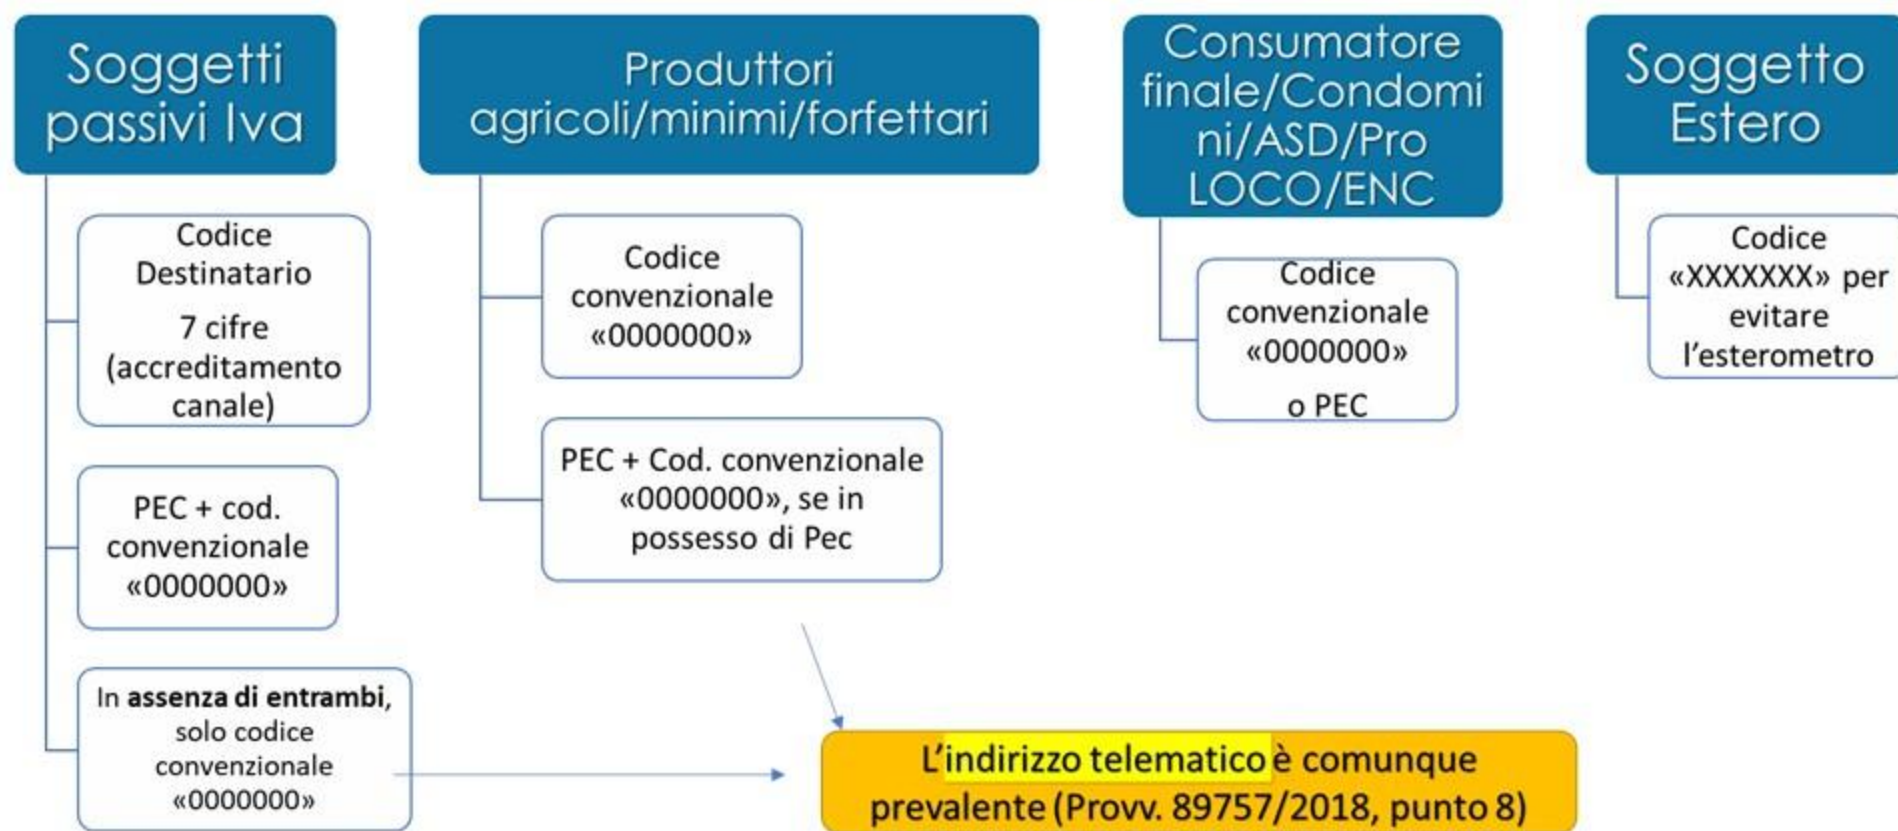 Soggetti
passivi Iva
Codice
Destinatario
7 cifre
(accreditamento
canale)
PEC + cod.
convenzionale
«0000000»
In assenza di entrambi,
solo codice
convenzionale
«0000000»
Produttori
agricoli/minimi/forfettari
Codice
convenzionale
«0000000»
PEC + Cod. convenzionale
«0000000», se in
possesso di Pec
Consumatore
finale/Condomi
ni/ASD/Pro
LOCO/ENC
Codice
convenzionale
«0000000»
o PEC
Soggetto
Estero
Codice
«XXXXXXX» per
evitare
l'esterometro
L'indirizzo telematico è comunque
prevalente (Provv. 89757/2018, punto 8)